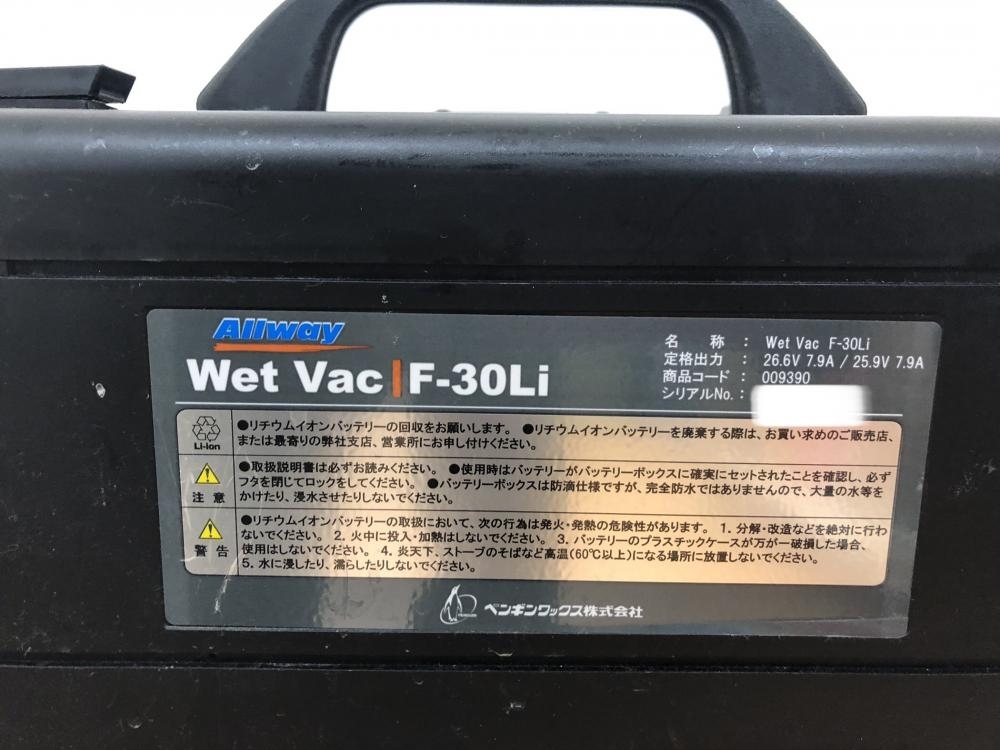 Allway
Wet Vac | F-30Li
名　称 : Wet Vac F-30Li
定格出力 : 26.6V 7.9A / 25.9V 7.9A
商品コード : 009390
シリアルNo. :
Li-ion
●リチウムイオンバッテリーの回収をお願いします。 ●リチウムイオンバッテリーを廃棄する際は、お買い求めのご販売店、
または最寄りの弊社支店、営業所にお申し付けください。
注 意
●取扱説明書は必ずお読みください。 ●使用時はバッテリーがバッテリーボックスに確実にセットされたことを確認し、必ず
フタを閉じてロックをしてください。 ●バッテリーボックスは防滴仕様ですが、完全防水ではありませんので、大量の水等を
かけたり、浸水させたりしないでください。
警 告
●リチウムイオンバッテリーの取扱において、次の行為は発火・発熱の危険性があります。 1. 分解・改造などを絶対に行わ
ないでください。 2. 火中に投入・加熱はしないでください。 3. バッテリーのプラスチックケースが万が一破損した場合、
使用はしないでください。 4. 炎天下、ストーブのそばなど高温(60℃以上)になる場所に放置しないでください。
5. 水に浸したり、濡らしたりしないでください。
ペンギンワックス株式会社